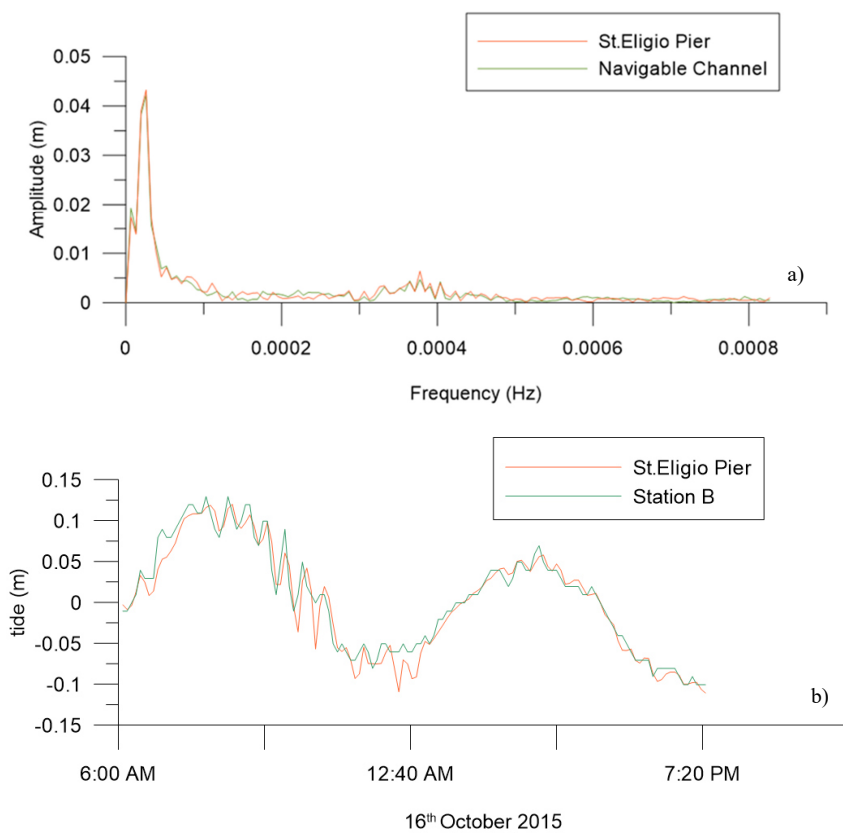 St.Eligio Pier
Navigable Channel
0.05
0.04
0.03
0.02
0.01
0
Amplitude (m)
a)
0 0.0002 0.0004 0.0006 0.0008
Frequency (Hz)
St.Eligio Pier
Station B
0.15
0.1
0.05
0
-0.05
-0.1
-0.15
tide (m)
b)
6:00 AM 12:40 AM 7:20 PM
16th October 2015